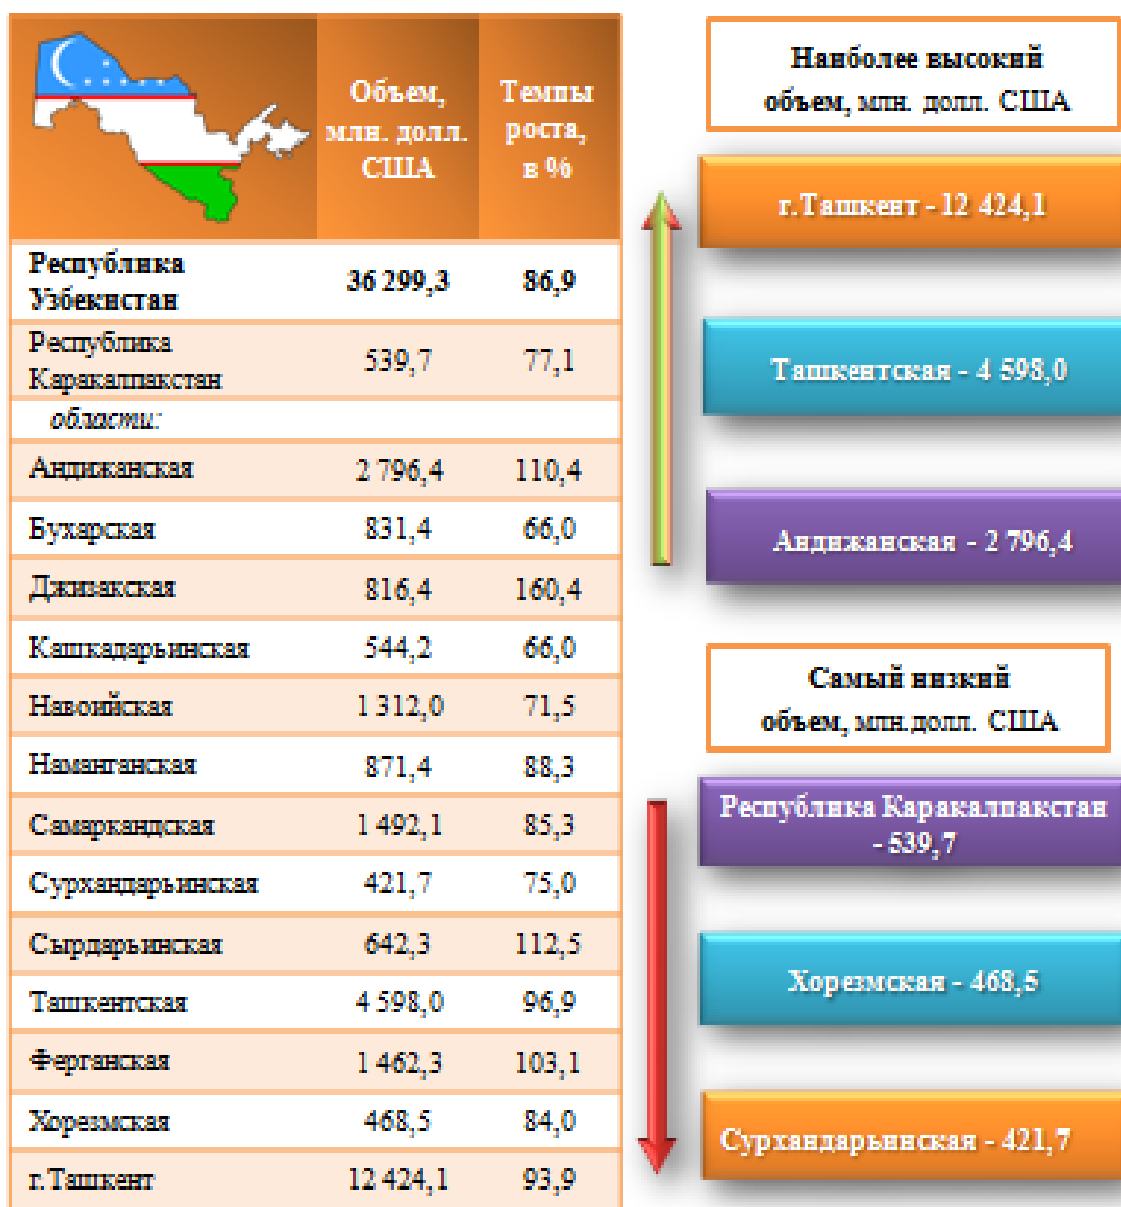 Объем, млн. долл. США
Темпы роста, в %
Республика Узбекистан 36 299,3 86,9
Республика Каракалпакстан 539,7 77,1
области:
Андижанская 2 796,4 110,4
Бухарская 831,4 66,0
Джизакская 816,4 160,4
Кашкадарьинская 544,2 66,0
Навоийская 1 312,0 71,5
Наманганская 871,4 88,3
Самаркандская 1 492,1 85,3
Сурхандарьинская 421,7 75,0
Сырдарьинская 642,3 112,5
Ташкентская 4 598,0 96,9
Ферганская 1 462,3 103,1
Хорезмская 468,5 84,0
г.Ташкент 12 424,1 93,9
Наиболее высокий
объем, млн. долл. США
г.Ташкент - 12 424,1
Ташкентская - 4 598,0
Андижанская - 2 796,4
Самый низкий
объем, млн.долл. США
Республика Каракалпакстан
- 539,7
Хорезмская - 468,5
Сурхандарьинская - 421,7